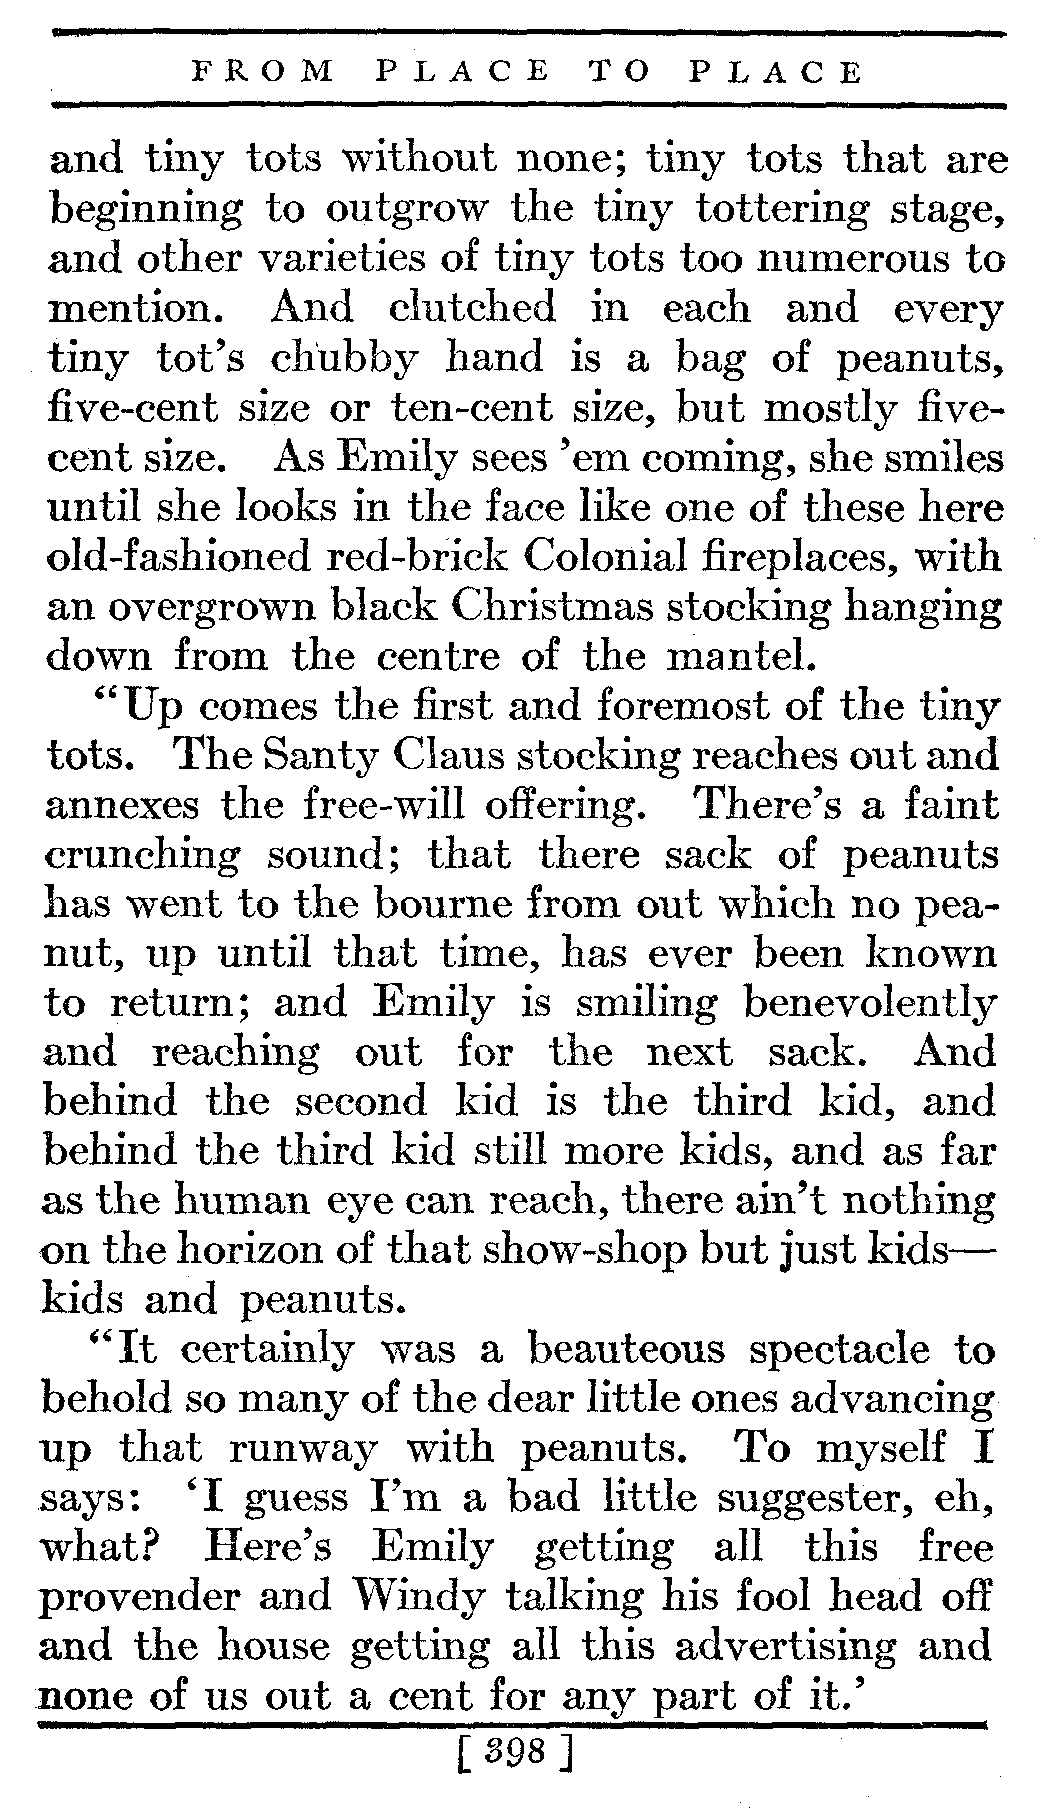 FROM PLACE TO PLACE
and tiny tots without none; tiny tots that are
beginning to outgrow the tiny tottering stage,
and other varieties of tiny tots too numerous to
mention. And clutched in each and every
tiny tot's chubby hand is a bag of peanuts,
five-cent size or ten-cent size, but mostly five-
cent size. As Emily sees 'em coming, she smiles
until she looks in the face like one of these here
old-fashioned red-brick Colonial fireplaces, with
an overgrown black Christmas stocking hanging
down from the centre of the mantel.
"Up comes the first and foremost of the tiny
tots. The Santy Claus stocking reaches out and
annexes the free-will offering. There's a faint
crunching sound; that there sack of peanuts
has went to the bourne from out which no pea-
nut, up until that time, has ever been known
to return; and Emily is smiling benevolently
and reaching out for the next sack. And
behind the second kid is the third kid, and
behind the third kid still more kids, and as far
as the human eye can reach, there ain't nothing
on the horizon of that show-shop but just kids—
kids and peanuts.
"It certainly was a beauteous spectacle to
behold so many of the dear little ones advancing
up that runway with peanuts. To myself I
says: 'I guess I'm a bad little suggester, eh,
what? Here's Emily getting all this free
provender and Windy talking his fool head off
and the house getting all this advertising and
none of us out a cent for any part of it.'
[ 398 ]